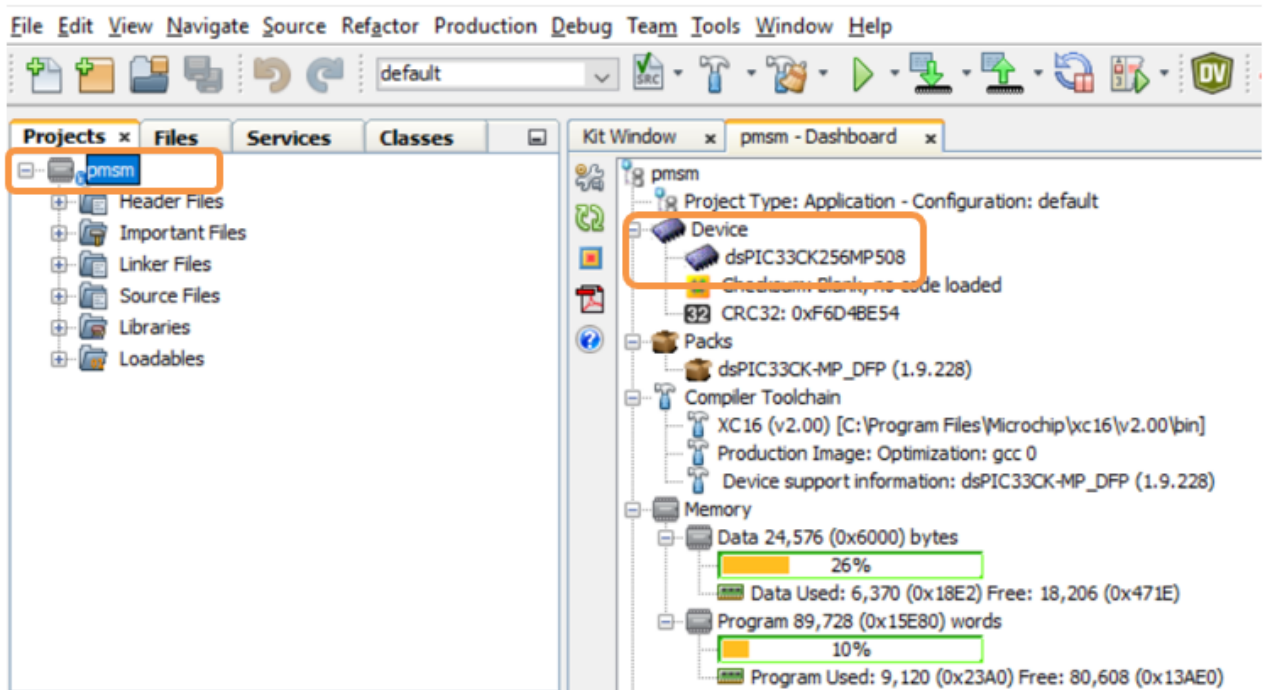 File Edit View Navigate Source Refactor Production Debug Team Tools Window Help
default
SRC
DV
Projects × Files Services Classes
Kit Window × pmsm - Dashboard ×
pmsm
Header Files
Important Files
Linker Files
Source Files
Libraries
Loadables
pmsm
Project Type: Application - Configuration: default
Device
dsPIC33CK256MP508
Checksum: Blank, no code loaded
32 CRC32: 0xF6D4BE54
Packs
dsPIC33CK-MP_DFP (1.9.228)
Compiler Toolchain
XC16 (v2.00) [C:\Program Files\Microchip\xc16\v2.00\bin]
Production Image: Optimization: gcc 0
Device support information: dsPIC33CK-MP_DFP (1.9.228)
Memory
Data 24,576 (0x6000) bytes
26%
Data Used: 6,370 (0x18E2) Free: 18,206 (0x471E)
Program 89,728 (0x15E80) words
10%
Program Used: 9,120 (0x23A0) Free: 80,608 (0x13AE0)